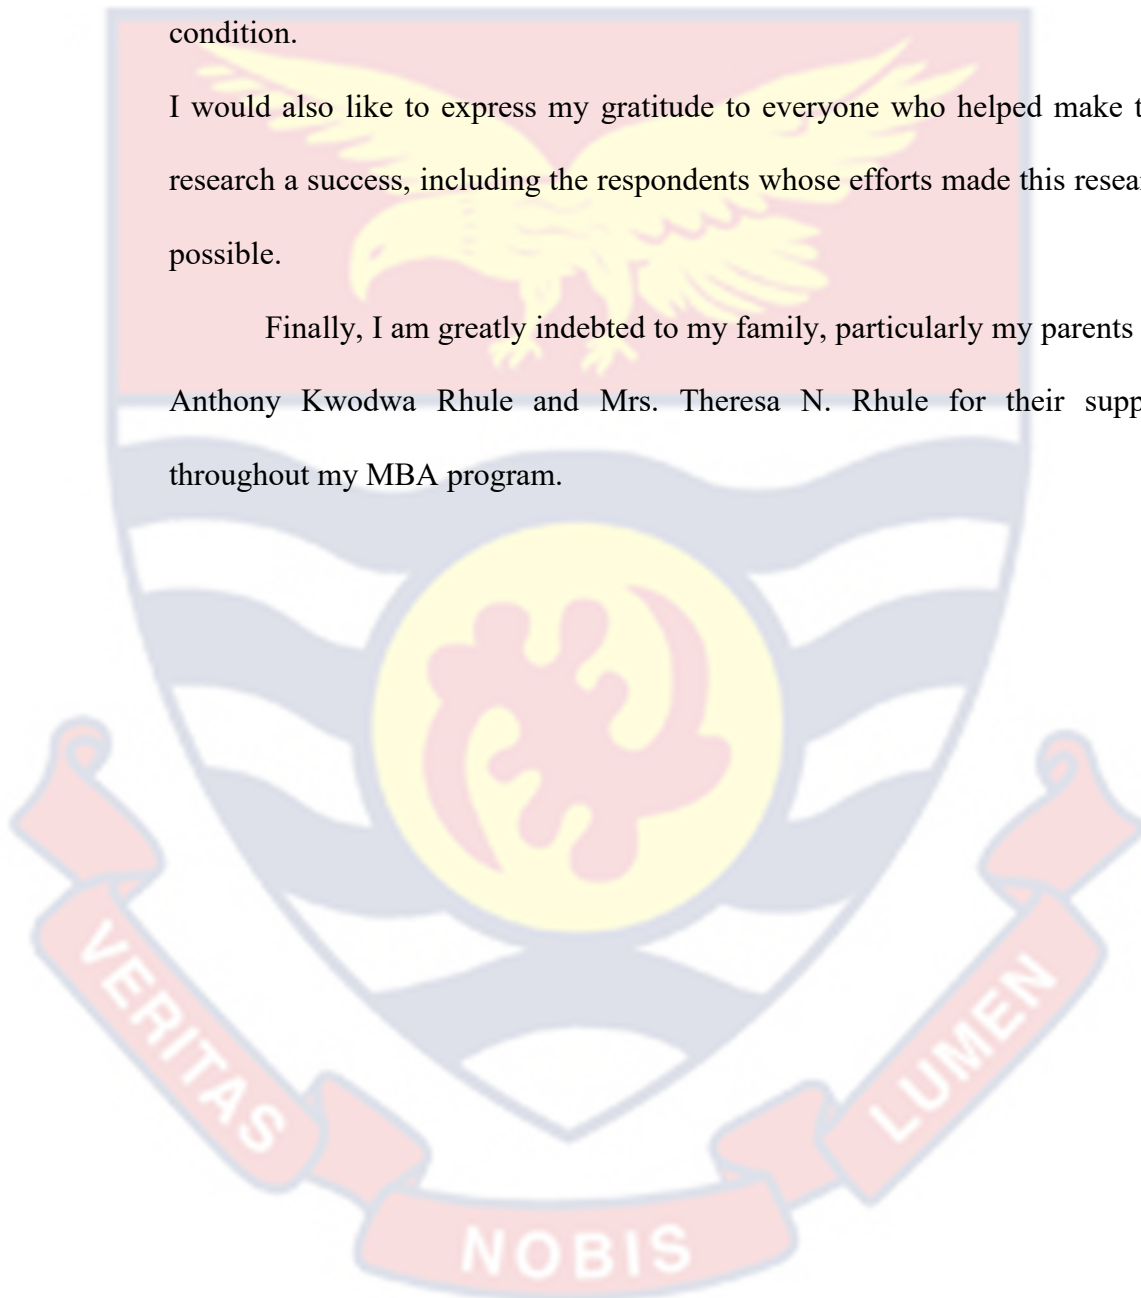 condition.
I would also like to express my gratitude to everyone who helped make
research a success, including the respondents whose efforts made this
possible.
Finally, I am greatly indebted to my family, particularly my parents
Anthony Kwodwa Rhule and Mrs. Theresa N. Rhule for their
throughout my MBA program.
VERITAS
NOBIS
LUMEN